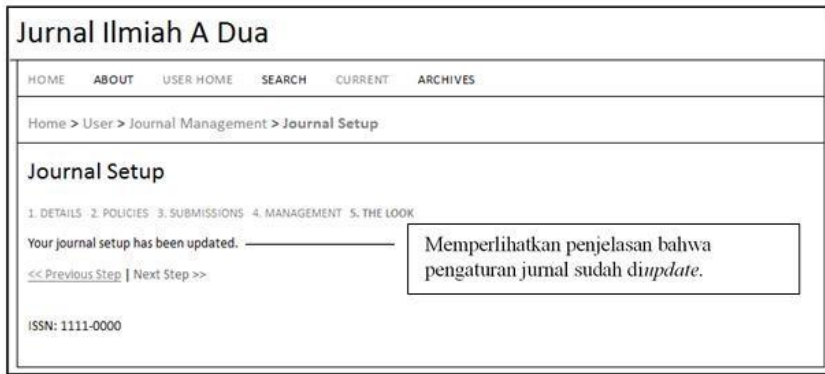 Jurnal Ilmiah A Dua
HOME ABOUT USER HOME SEARCH CURRENT ARCHIVES
Home > User > Journal Management > Journal Setup
Journal Setup
1. DETAILS 2. POLICIES 3. SUBMISSIONS 4. MANAGEMENT 5. THE LOOK
Your journal setup has been updated.
Memperlihatkan penjelasan bahwa
pengaturan jurnal sudah diupdate.
<< Previous Step | Next Step >>
ISSN: 1111-0000